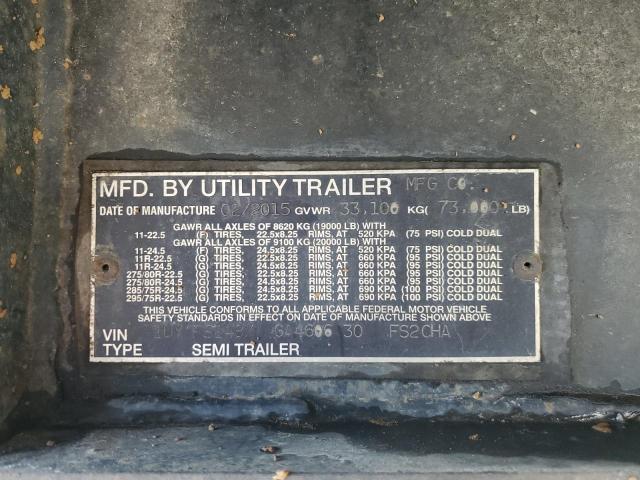 MFD. BY UTILITY TRAILER MFG CO.
DATE OF MANUFACTURE 02/2015 GVWR 33,100 KG( 73,000 LB)
GAWR ALL AXLES OF 8620 KG (19000 LB) WITH
11-22.5 (F) TIRES, 22.5x8.25 RIMS, AT 520 KPA (75 PSI) COLD DUAL
GAWR ALL AXLES OF 9100 KG (20000 LB) WITH
11-24.5 (F) TIRES, 24.5x8.25 RIMS, AT 520 KPA (75 PSI) COLD DUAL
11R-22.5 (G) TIRES, 22.5x8.25 RIMS, AT 660 KPA (95 PSI) COLD DUAL
11R-24.5 (G) TIRES, 24.5x8.25 RIMS, AT 660 KPA (95 PSI) COLD DUAL
275/80R-22.5 (G) TIRES, 22.5x8.25 RIMS, AT 660 KPA (95 PSI) COLD DUAL
275/80R-24.5 (G) TIRES, 24.5x8.25 RIMS, AT 660 KPA (95 PSI) COLD DUAL
285/75R-24.5 (G) TIRES, 24.5x8.25 RIMS, AT 690 KPA (100 PSI) COLD DUAL
295/75R-22.5 (G) TIRES, 22.5x8.25 RIMS, AT 690 KPA (100 PSI) COLD DUAL
THIS VEHICLE CONFORMS TO ALL APPLICABLE FEDERAL MOTOR VEHICLE
SAFETY STANDARDS IN EFFECT ON DATE OF MANUFACTURE SHOWN ABOVE
VIN 30 FS2CHA
TYPE SEMI TRAILER